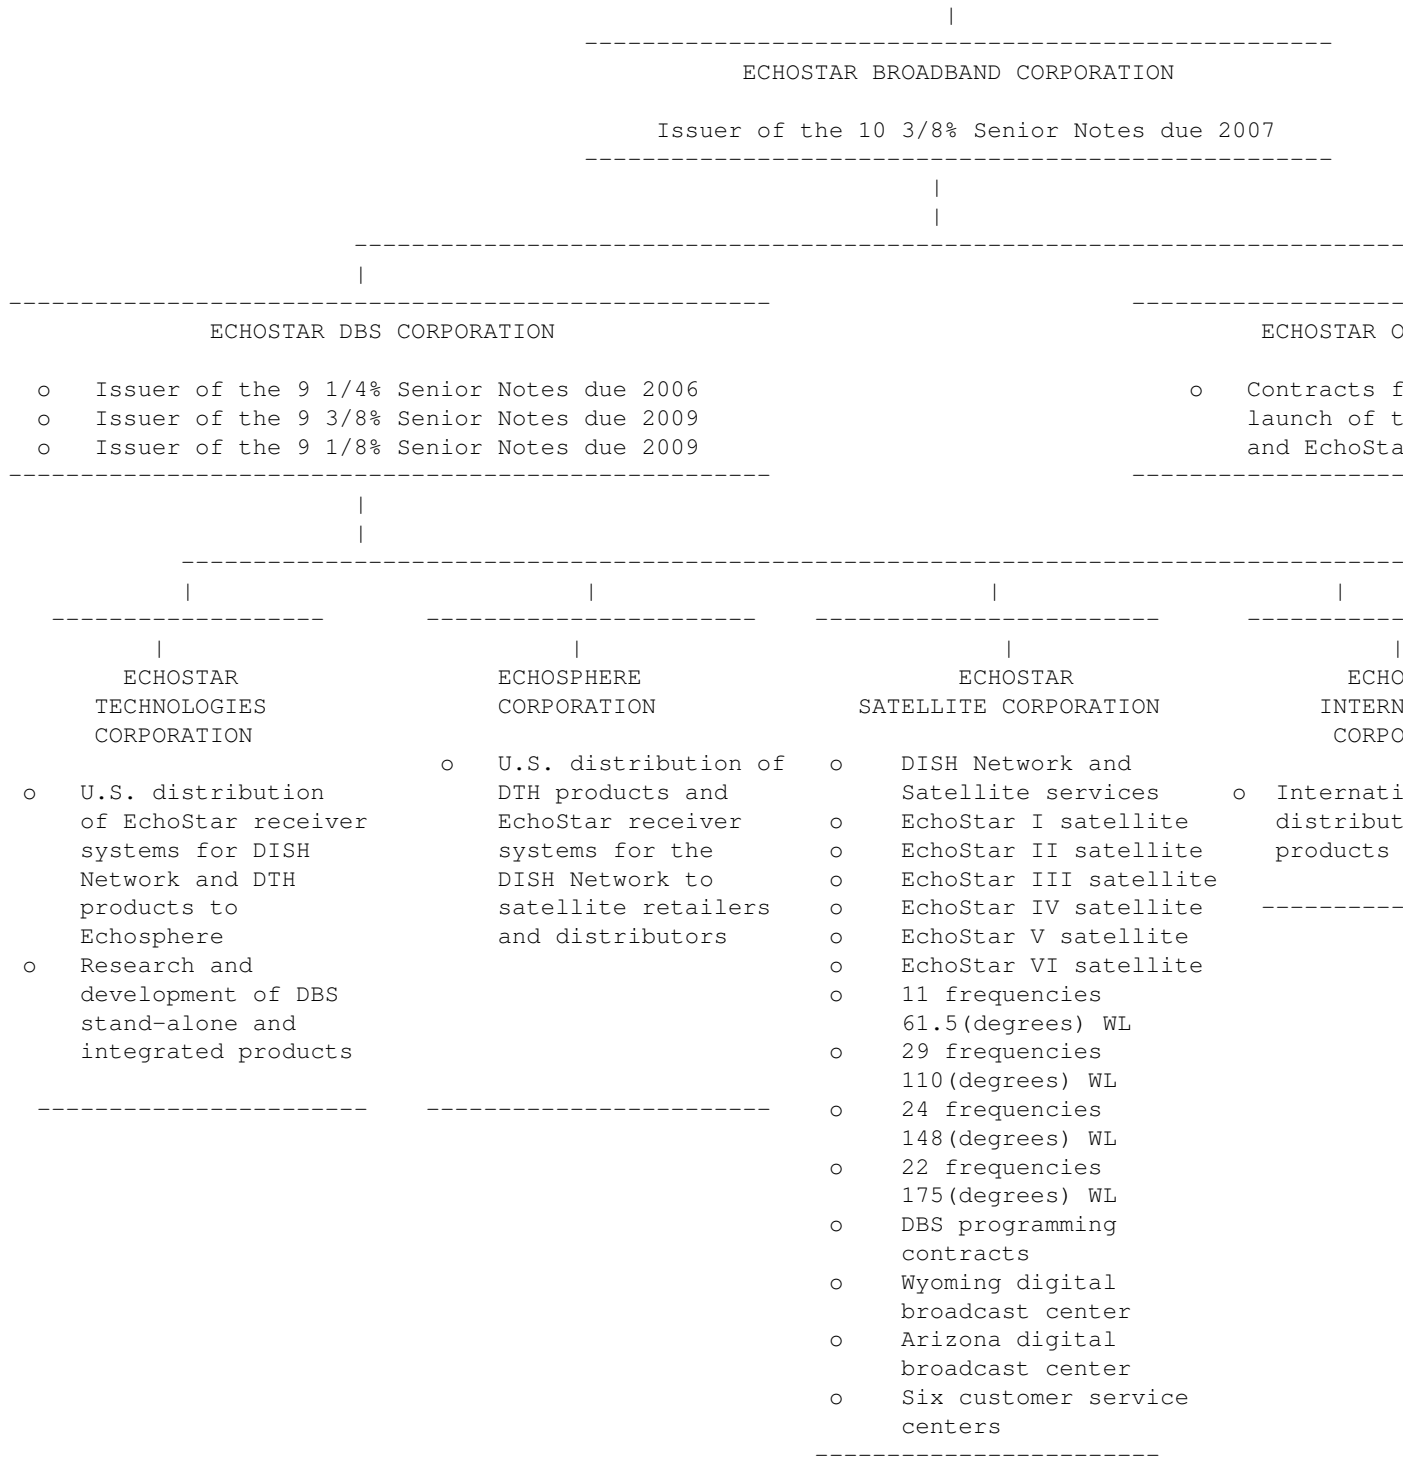 ECHOSTAR BROADBAND CORPORATION
Issuer of the 10 3/8% Senior Notes due 2007
ECHOSTAR DBS CORPORATION
o Issuer of the 9 1/4% Senior Notes due 2006
o Issuer of the 9 3/8% Senior Notes due 2009
o Issuer of the 9 1/8% Senior Notes due 2009
ECHOSTAR
o Contracts
launch of
and
ECHOSTAR
TECHNOLOGIES
CORPORATION
o U.S. distribution
of EchoStar receiver
systems for DISH
Network and DTH
products to
Echosphere
o Research and
development of DBS
stand-alone and
integrated products
ECHOSPHERE
CORPORATION
o U.S. distribution of
DTH products and
EchoStar receiver
systems for the
DISH Network to
satellite retailers
and distributors
ECHOSTAR
SATELLITE CORPORATION
o DISH Network and
Satellite services
o EchoStar I satellite
o EchoStar II satellite
o EchoStar III satellite
o EchoStar IV satellite
o EchoStar V satellite
o EchoStar VI satellite
o 11 frequencies
61.5(degrees) WL
o 29 frequencies
110(degrees) WL
o 24 frequencies
148(degrees) WL
o 22 frequencies
175(degrees) WL
o DBS programming
contracts
o Wyoming digital
broadcast center
o Arizona digital
broadcast center
o Six customer service
centers
o
products